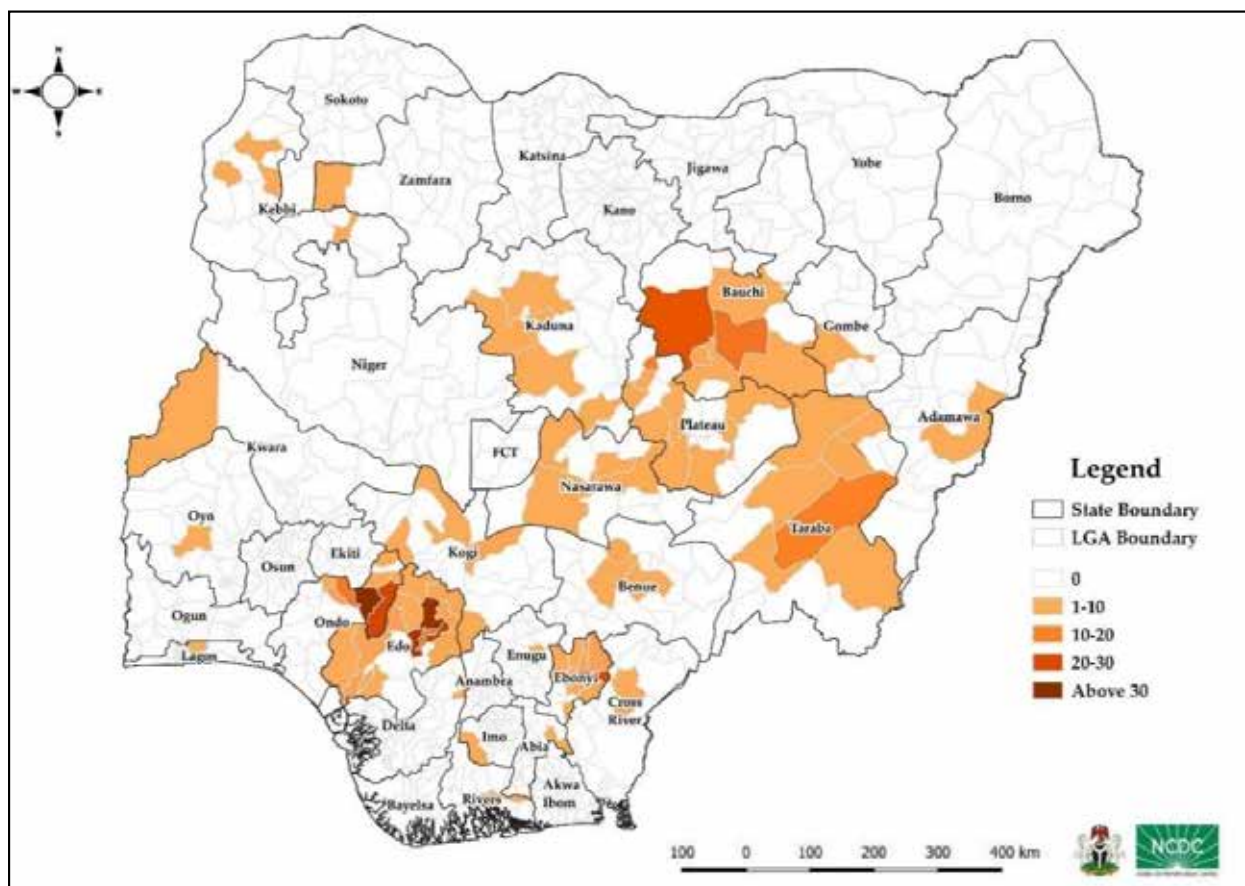 N
W E
S
Sokoto
Katsina
Jigawa
Yobe
Borno
Zamfara
Kano
Kebbi
Bauchi
Kaduna
Gombe
Niger
Adamawa
Plateau
Kwara
FCT
Nasarawa
Oyo
Taraba
Ekiti
Kogi
Osun
Benue
Ogun
Ondo
Edo
Lagos
Enugu
Ebonyi
Anambra
Cross
River
Delta
Imo
Abia
Akwa
Ibom
Bayelsa
Rivers
Legend
State Boundary
LGA Boundary
0
1-10
10-20
20-30
Above 30
100 0 100 200 300 400 km
NCDC